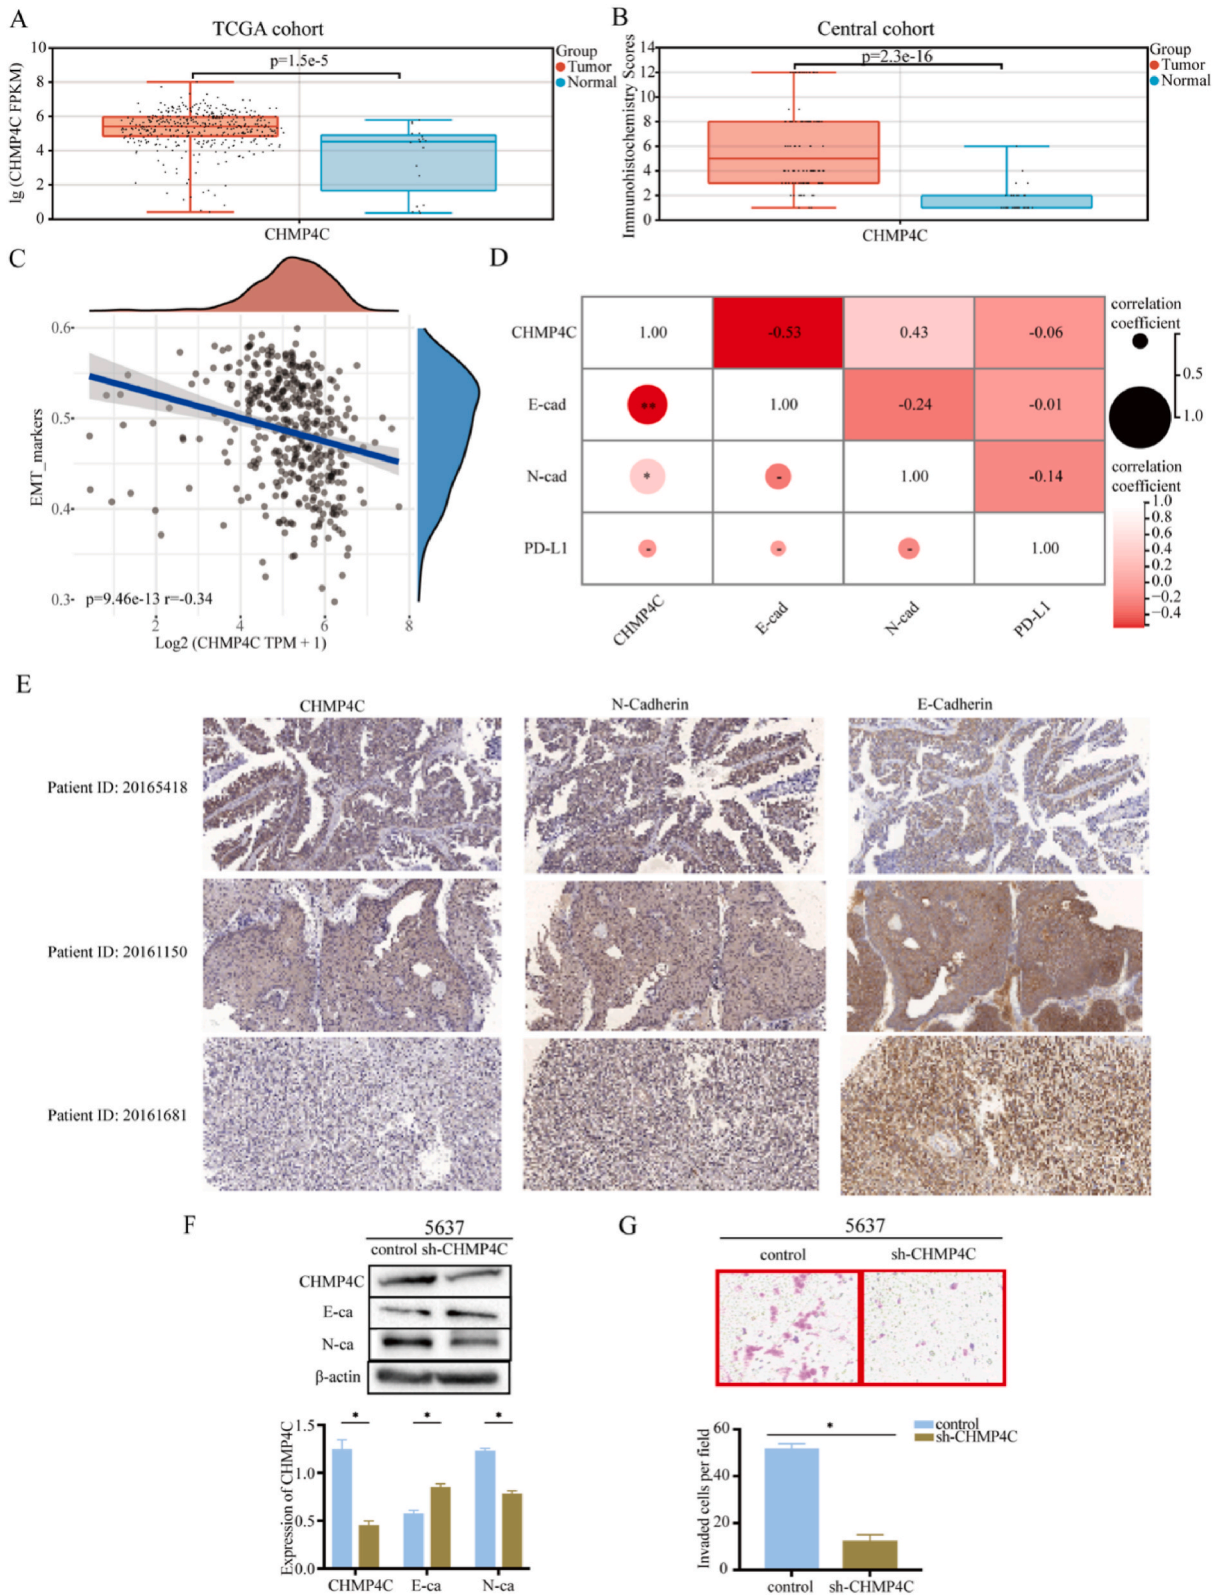 A
TCGA cohort
lg (CHMP4C FPKM)
10
8
6
4
2
0
p=1.5e-5
CHMP4C
Group
Tumor
Normal
B
Central cohort
Immunohistochemistry Scores
14
12
10
8
6
4
2
0
p=2.3e-16
CHMP4C
Group
Tumor
Normal
C
EMT_markers
0.6
0.5
0.4
0.3
p=9.46e-13 r=-0.34
2 4 6 8
Log2 (CHMP4C TPM + 1)
D
CHMP4C 1.00 -0.53 0.43 -0.06
E-cad ** 1.00 -0.24 -0.01
N-cad * - 1.00 -0.14
PD-L1 - - - 1.00
CHMP4C E-cad N-cad PD-L1
correlation
coefficient
0.5
1.0
correlation
coefficient
1.0
0.8
0.6
0.4
0.2
0.0
−0.2
−0.4
E
CHMP4C N-Cadherin E-Cadherin
Patient ID: 20165418
Patient ID: 20161150
Patient ID: 20161681
F
5637
control sh-CHMP4C
CHMP4C
E-ca
N-ca
β-actin
Expression of CHMP4C
1.5
1.0
0.5
0.0
* * *
CHMP4C E-ca N-ca
G
5637
control sh-CHMP4C
Invaded cells per field
60
40
20
0
*
control sh-CHMP4C
control
sh-CHMP4C